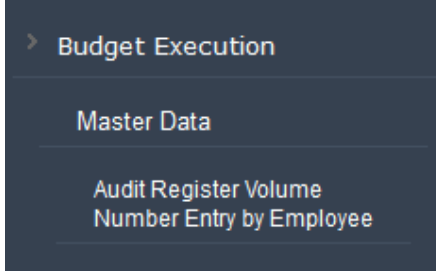 Budget Execution
Master Data
Audit Register Volume
Number Entry by Employee